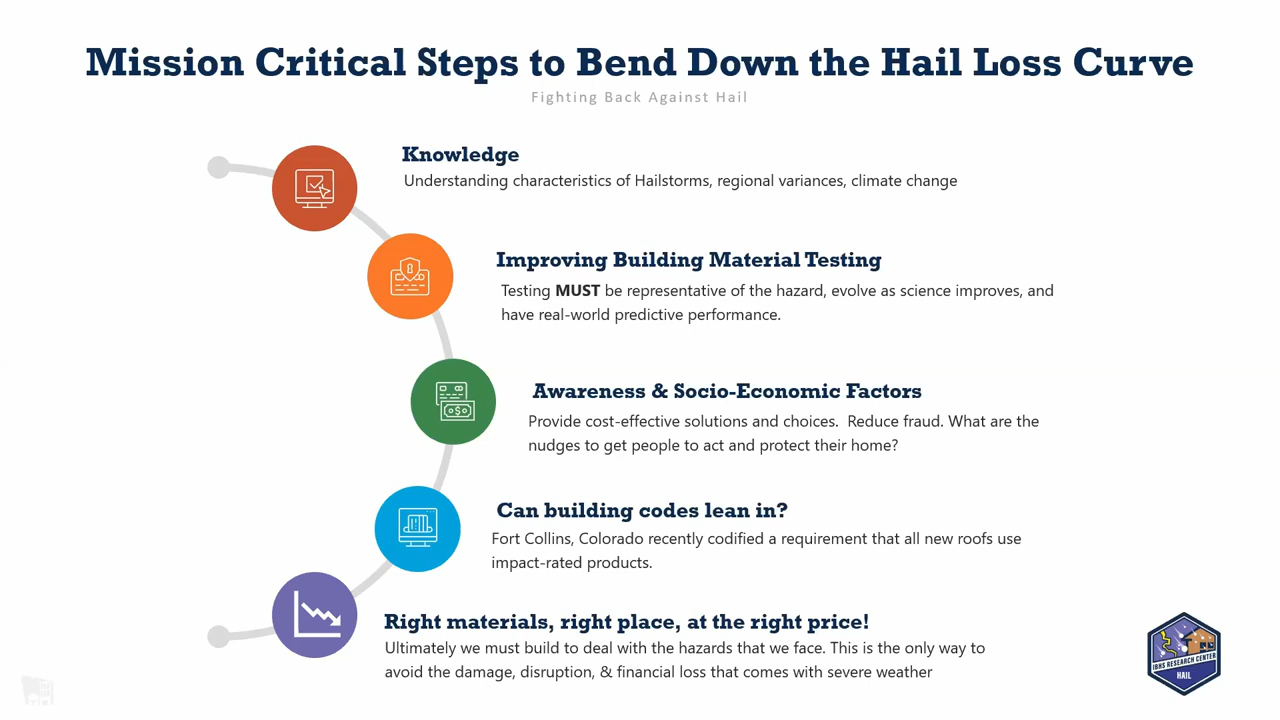 Mission Critical Steps to Bend Down the Hail Loss Curve
Fighting Back Against Hail
Knowledge
Understanding characteristics of Hailstorms, regional variances, climate change
Improving Building Material Testing
Testing MUST be representative of the hazard, evolve as science improves, and
have real-world predictive performance.
Awareness & Socio-Economic Factors
Provide cost-effective solutions and choices.  Reduce fraud. What are the
nudges to get people to act and protect their home?
Can building codes lean in?
Fort Collins, Colorado recently codified a requirement that all new roofs use
impact-rated products.
Right materials, right place, at the right price!
Ultimately we must build to deal with the hazards that we face. This is the only way to
avoid the damage, disruption, & financial loss that comes with severe weather
IBHS RESEARCH CENTER
HAIL